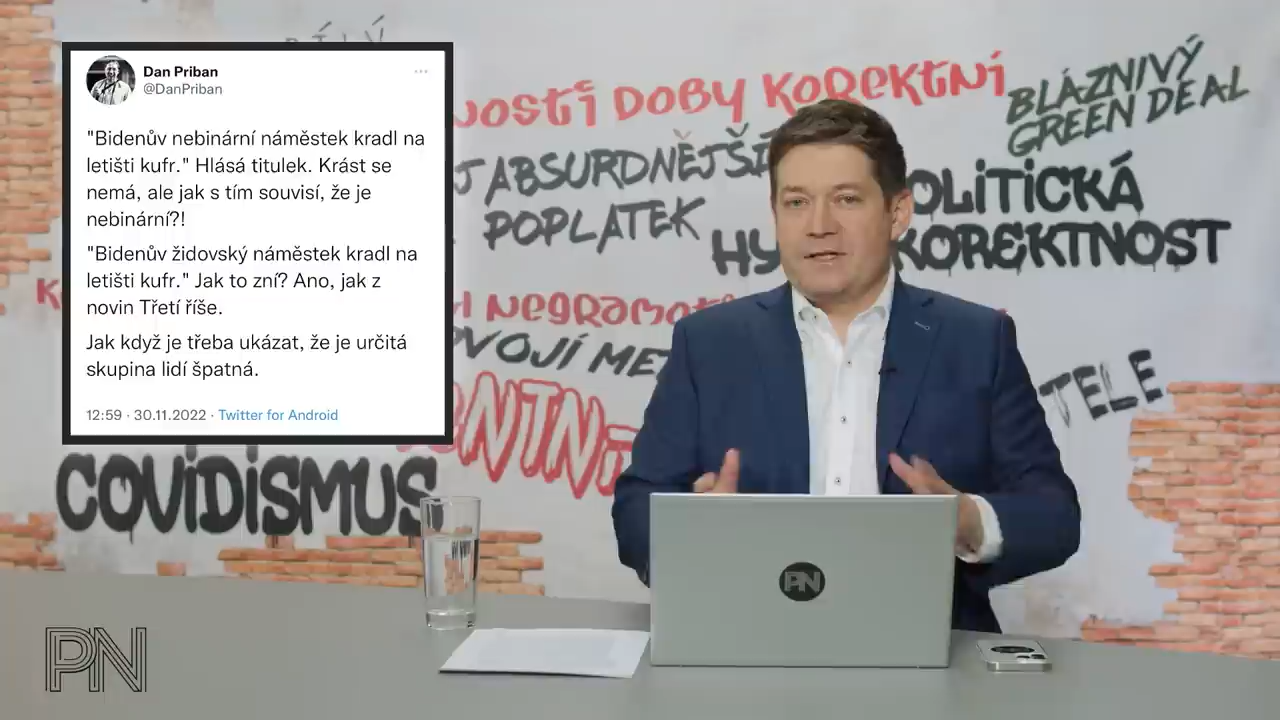 Dan Priban
@DanPriban
"Bidenův nebinární náměstek kradl na
letišti kufr." Hlásá titulek. Krást se
nemá, ale jak s tím souvisí, že je
nebinární?!
"Bidenův židovský náměstek kradl na
letišti kufr." Jak to zní? Ano, jak z
novin Třetí říše.
Jak když je třeba ukázat, že je určitá
skupina lidí špatná.
12:59 · 30.11.2022 · Twitter for Android
DOBY KOREKTNÍ
BLÁZNIVÝ
GREEN DEAL
POPLATEK
KOREKTNOST
COVIDISMUS
PN
PN